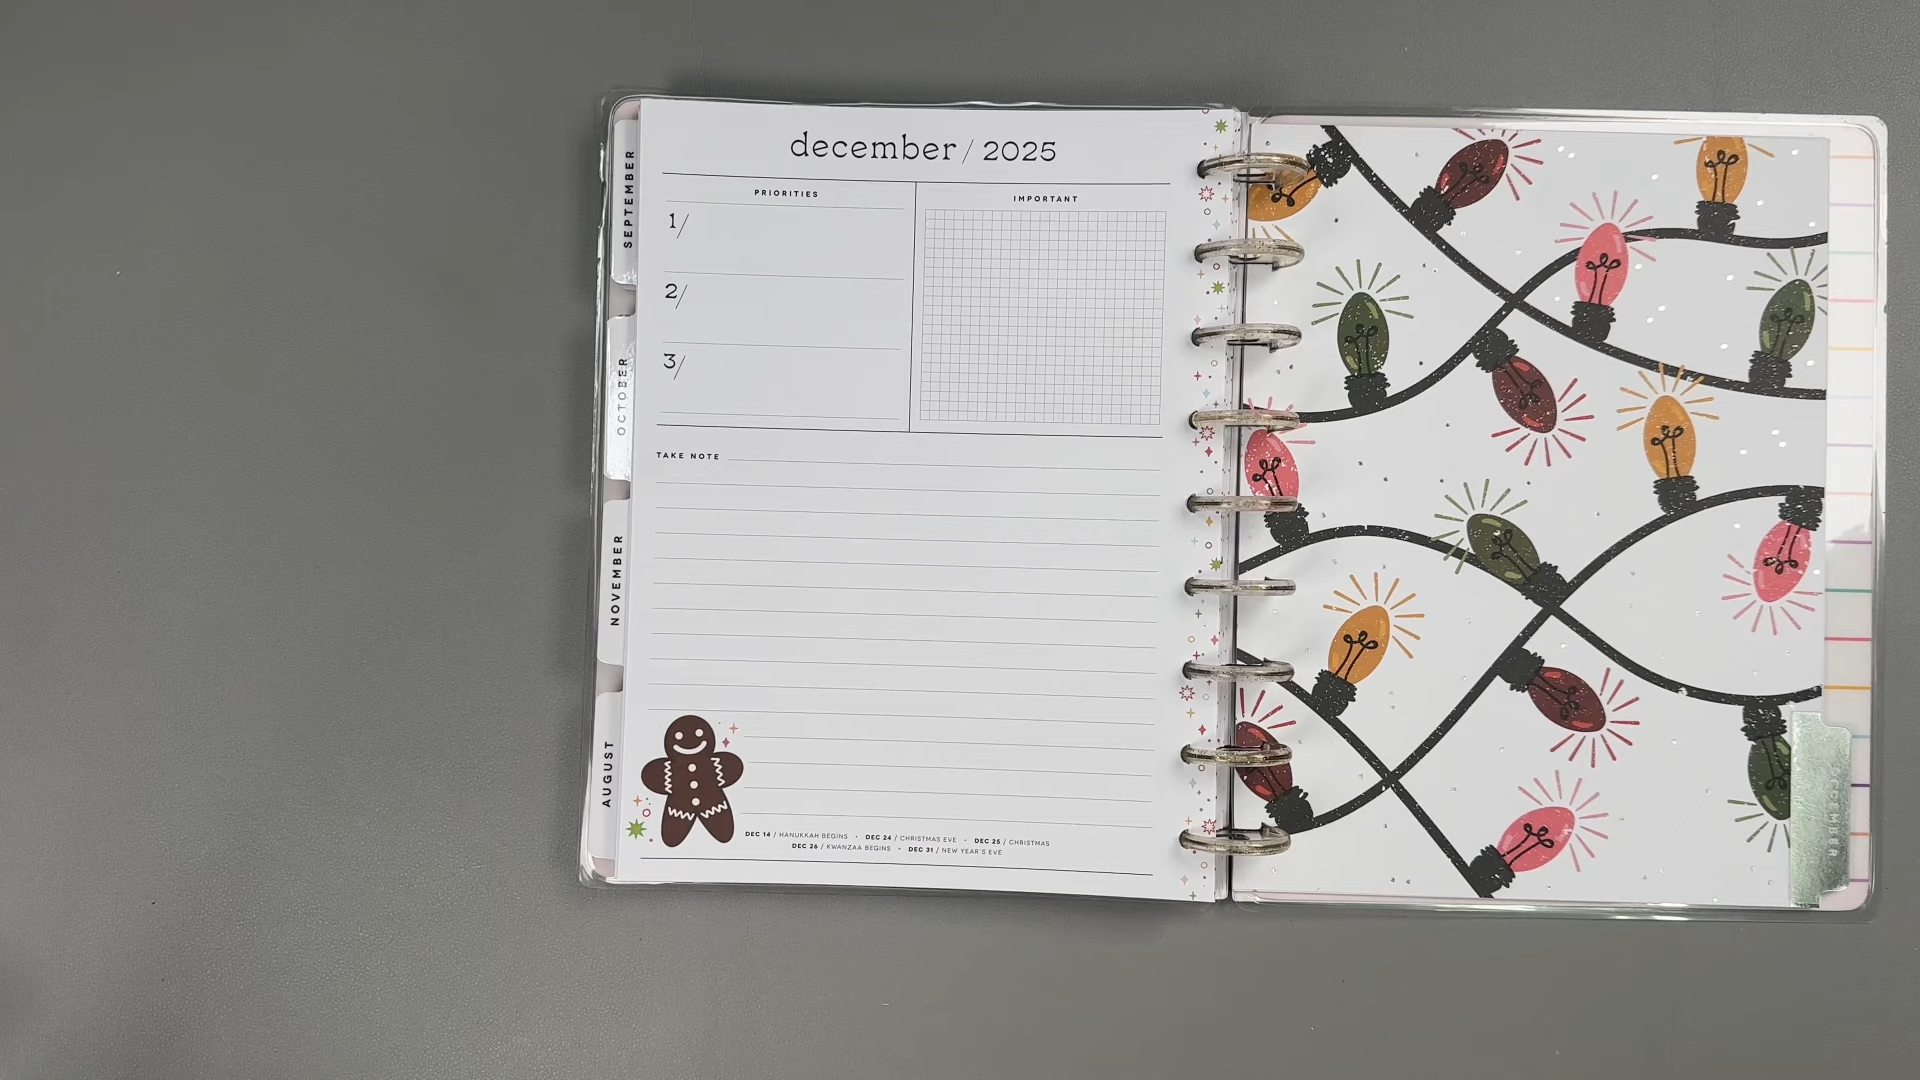 december / 2025
PRIORITIES
IMPORTANT
1/
2/
3/
TAKE NOTE
DEC 14 / HANUKKAH BEGINS • DEC 24 / CHRISTMAS EVE • DEC 25 / CHRISTMAS
DEC 26 / KWANZAA BEGINS • DEC 31 / NEW YEAR'S EVE
SEPTEMBER
OCTOBER
NOVEMBER
AUGUST
DECEMBER